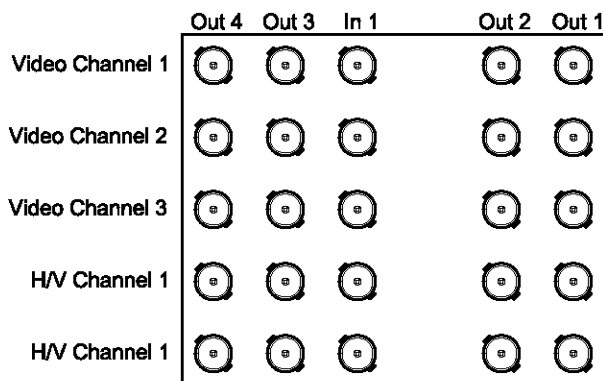 Out 4 Out 3 In 1 Out 2 Out 1
Video Channel 1
Video Channel 2
Video Channel 3
H/V Channel 1
H/V Channel 1